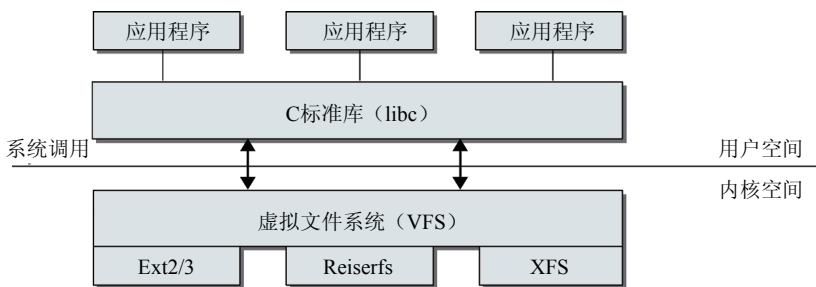 应用程序
应用程序
应用程序
C标准库（libc）
系统调用
用户空间
内核空间
虚拟文件系统（VFS）
Ext2/3
Reiserfs
XFS